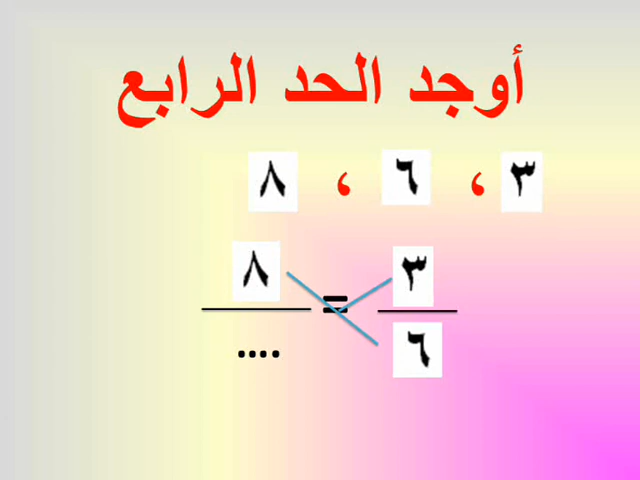 أوجد الحد الرابع
٣ ، ٦ ، ٨
٣ = ٨
٦ ....